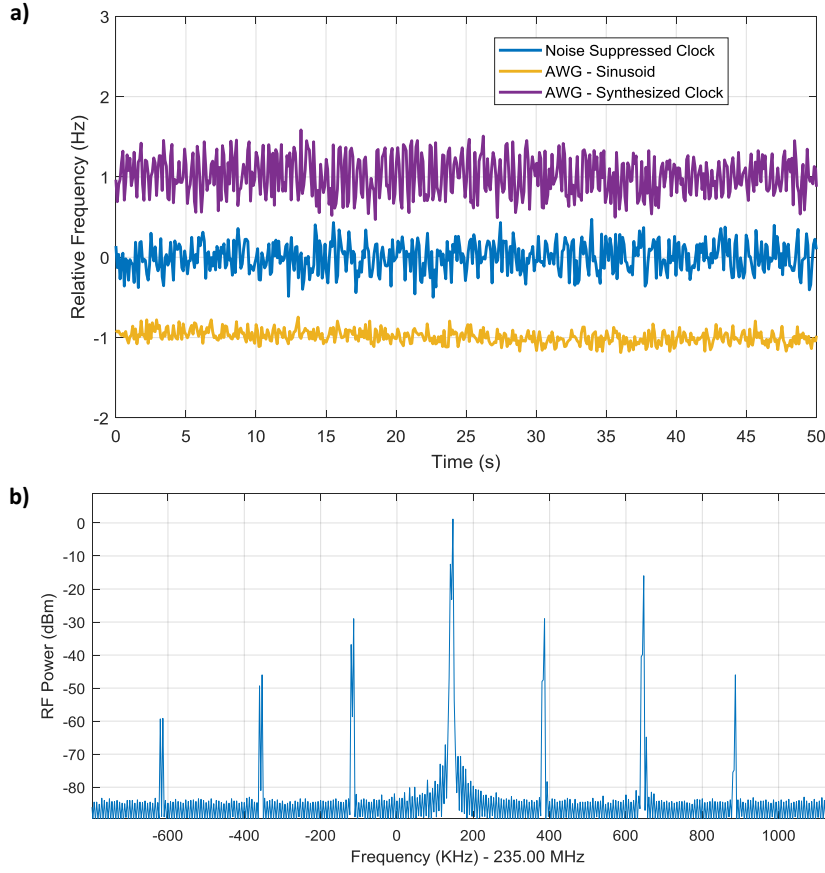 a)
3
2
1
0
-1
-2
Relative Frequency (Hz)
Noise Suppressed Clock
AWG - Sinusoid
AWG - Synthesized Clock
0 5 10 15 20 25 30 35 40 45 50
Time (s)
b)
0
-10
-20
-30
-40
-50
-60
-70
-80
RF Power (dBm)
-600 -400 -200 0 200 400 600 800 1000
Frequency (KHz) - 235.00 MHz